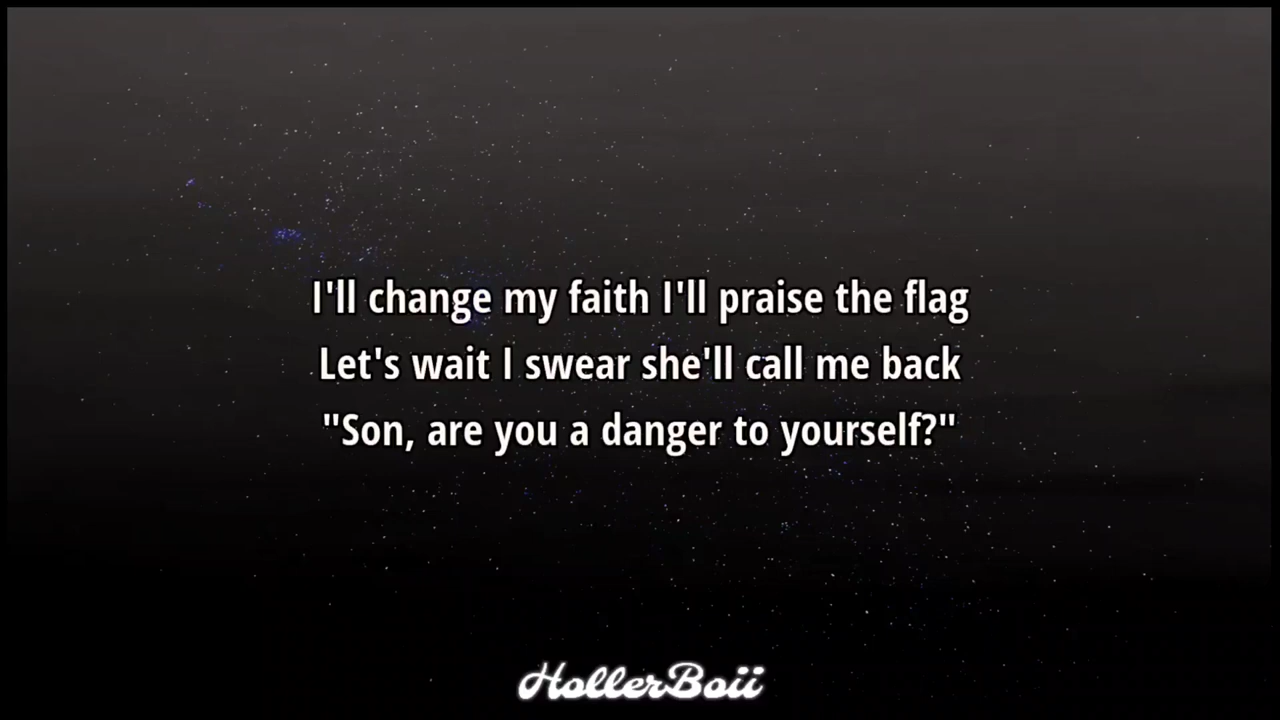 I'll change my faith I'll praise the flag
Let's wait I swear she'll call me back
"Son, are you a danger to yourself?"
HollerBoii